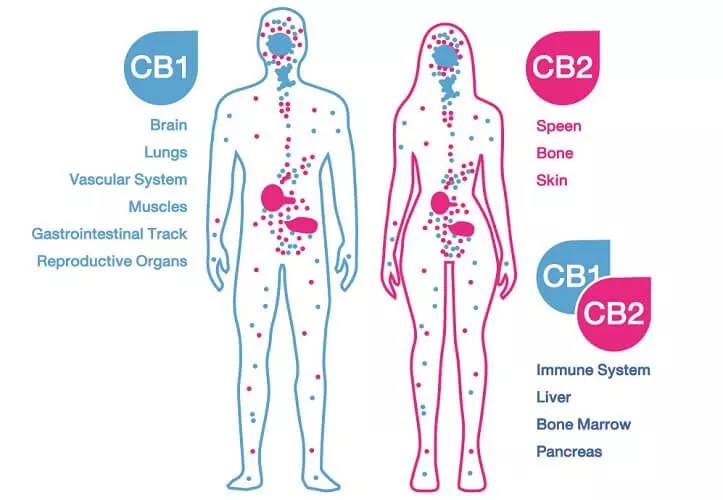 CB1
Brain
Lungs
Vascular System
Muscles
Gastrointestinal Track
Reproductive Organs
CB2
Speen
Bone
Skin
CB1
CB2
Immune System
Liver
Bone Marrow
Pancreas